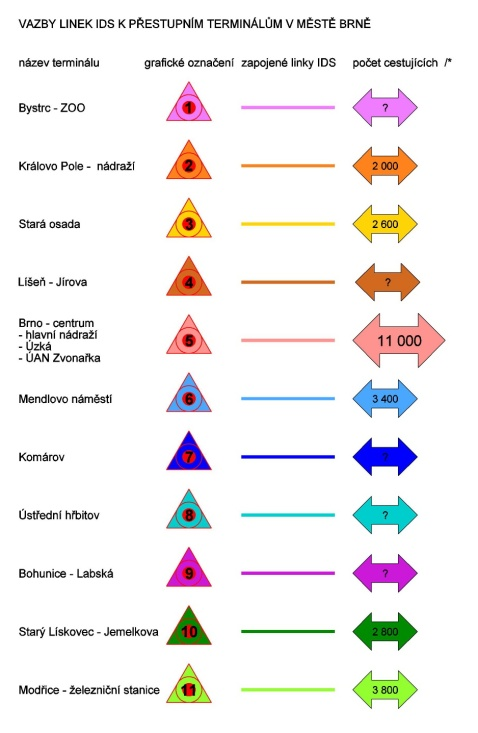 VAZBY LINEK IDS K PŘESTUPNÍM TERMINÁLŮM V MĚSTĚ BRNĚ
název terminálu grafické označení zapojené linky IDS počet cestujících /*
Bystrc - ZOO 1 ?
Královo Pole - nádraží 2 2 000
Stará osada 3 2 600
Líšeň - Jírova 4 ?
Brno - centrum
- hlavní nádraží
- Úzká
- ÚAN Zvonařka
5 11 000
Mendlovo náměstí 6 3 400
Komárov 7 ?
Ústřední hřbitov 8 ?
Bohunice - Labská 9 ?
Starý Lískovec - Jemelkova 10 2 800
Modřice - železniční stanice 11 3 800